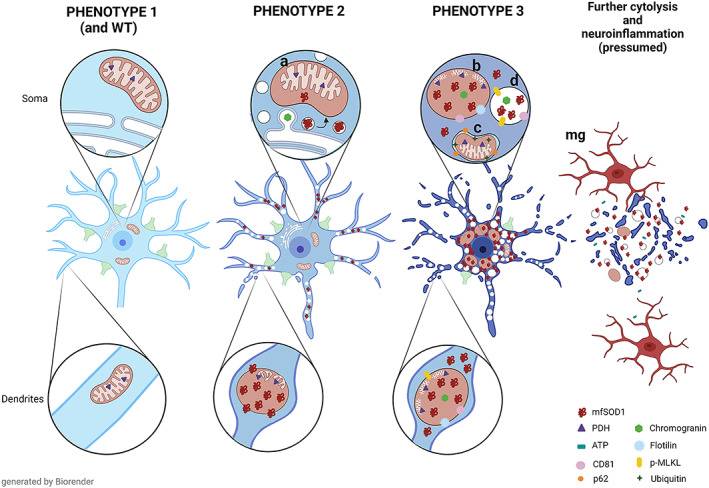 PHENOTYPE 1
(and WT)
PHENOTYPE 2
PHENOTYPE 3
Further cytolysis
and
neuroinflammation
(pressumed)
Soma
a
b
d
c
mg
Dendrites
mfSOD1
PDH
Chromogranin
ATP
Flotilin
CD81
p-MLKL
p62
Ubiquitin
generated by Biorender